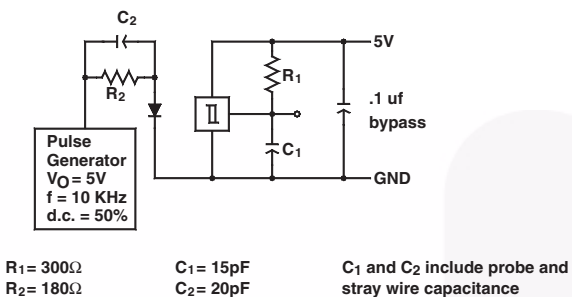 C2
R2
5V
R1
.1 uf
bypass
C1
GND
Pulse
Generator
VO = 5V
f = 10 KHz
d.c. = 50%
R1 = 300Ω
C1 = 15pF
C1 and C2 include probe and
R2 = 180Ω
C2 = 20pF
stray wire capacitance